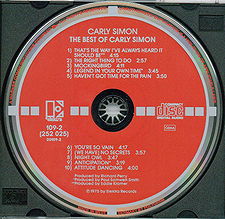 CARLY SIMON
THE BEST OF CARLY SIMON
1] THAT'S THE WAY I'VE ALWAYS HEARD IT
SHOULD BE** 4:15
2] THE RIGHT THING TO DO 2:57
3] MOCKINGBIRD 4:11
4] LEGEND IN YOUR OWN TIME* 3:45
5] HAVEN'T GOT TIME FOR THE PAIN 3:50
109-2
(252 025)
COMPACT
disc
DIGITAL AUDIO
GEMA
6] YOU'RE SO VAIN 4:17
7] (WE HAVE) NO SECRETS 3:57
8] NIGHT OWL 3:47
9] ANTICIPATION* 3:19
10] ATTITUDE DANCING 4:10
Produced by Richard Perry
*Produced by Paul Samwell-Smith
**Produced by Eddie Kramer
℗ 1975 by Elektra Records